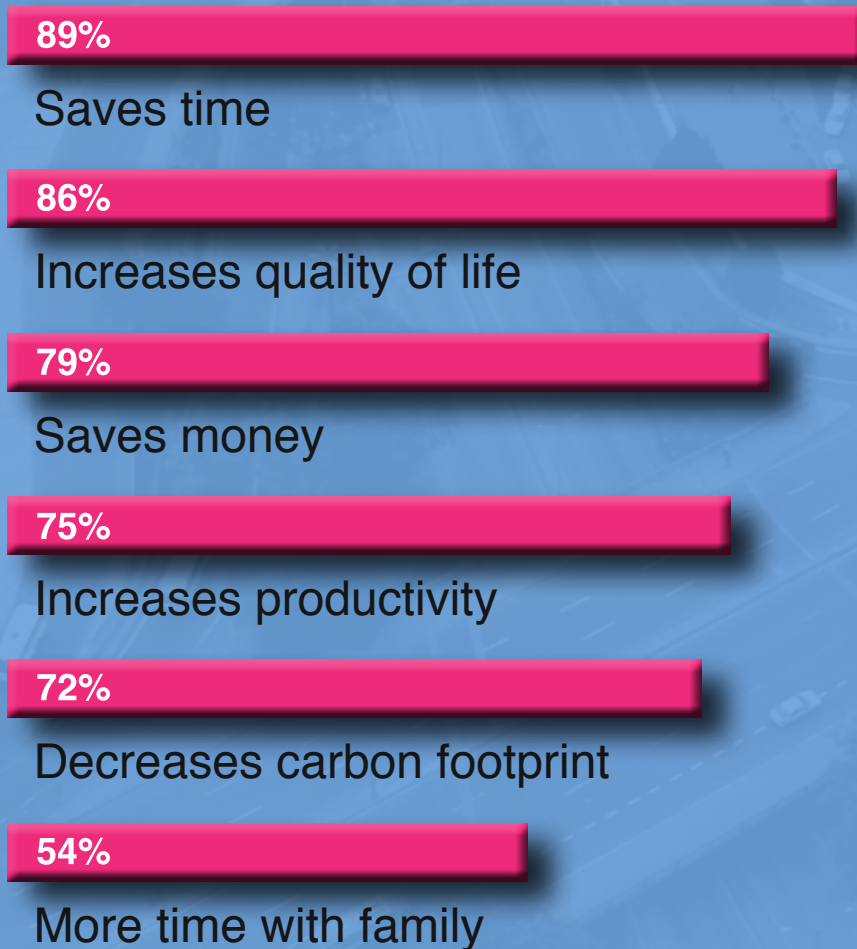 89%
Saves time
86%
Increases quality of life
79%
Saves money
75%
Increases productivity
72%
Decreases carbon footprint
54%
More time with family